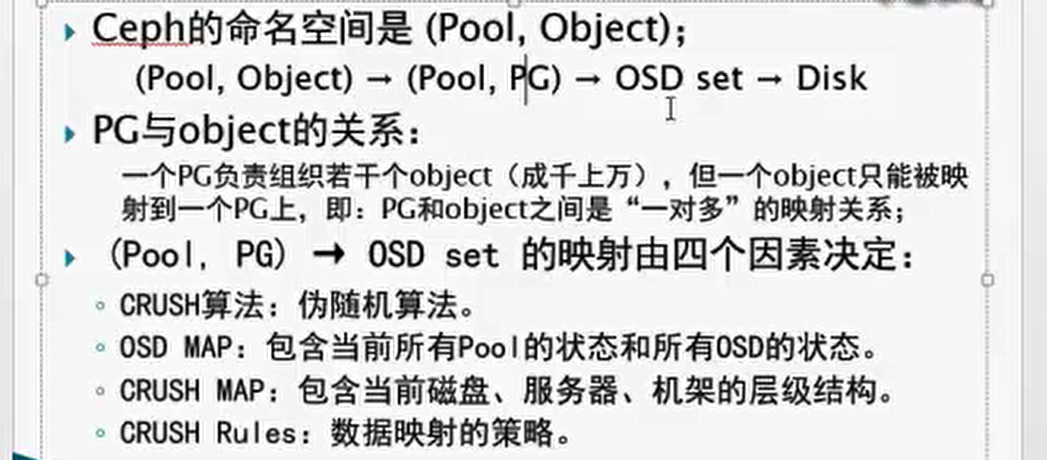 Ceph的命名空间是 (Pool, Object)；
(Pool, Object) → (Pool, PG) → OSD set → Disk
PG与object的关系：
一个PG负责组织若干个object（成千上万），但一个object只能被映
射到一个PG上，即：PG和object之间是“一对多”的映射关系；
(Pool, PG) → OSD set 的映射由四个因素决定：
CRUSH算法：伪随机算法。
OSD MAP：包含当前所有Pool的状态和所有OSD的状态。
CRUSH MAP：包含当前磁盘、服务器、机架的层级结构。
CRUSH Rules：数据映射的策略。